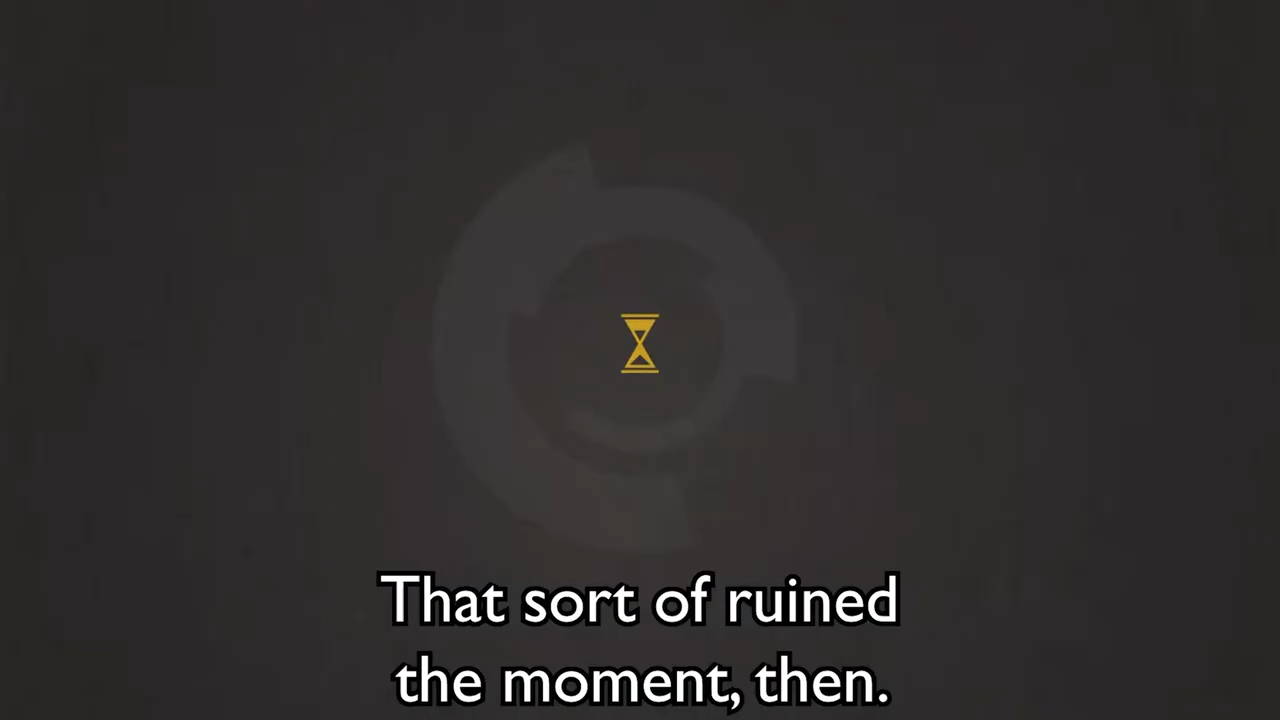 That sort of ruined
the moment, then.